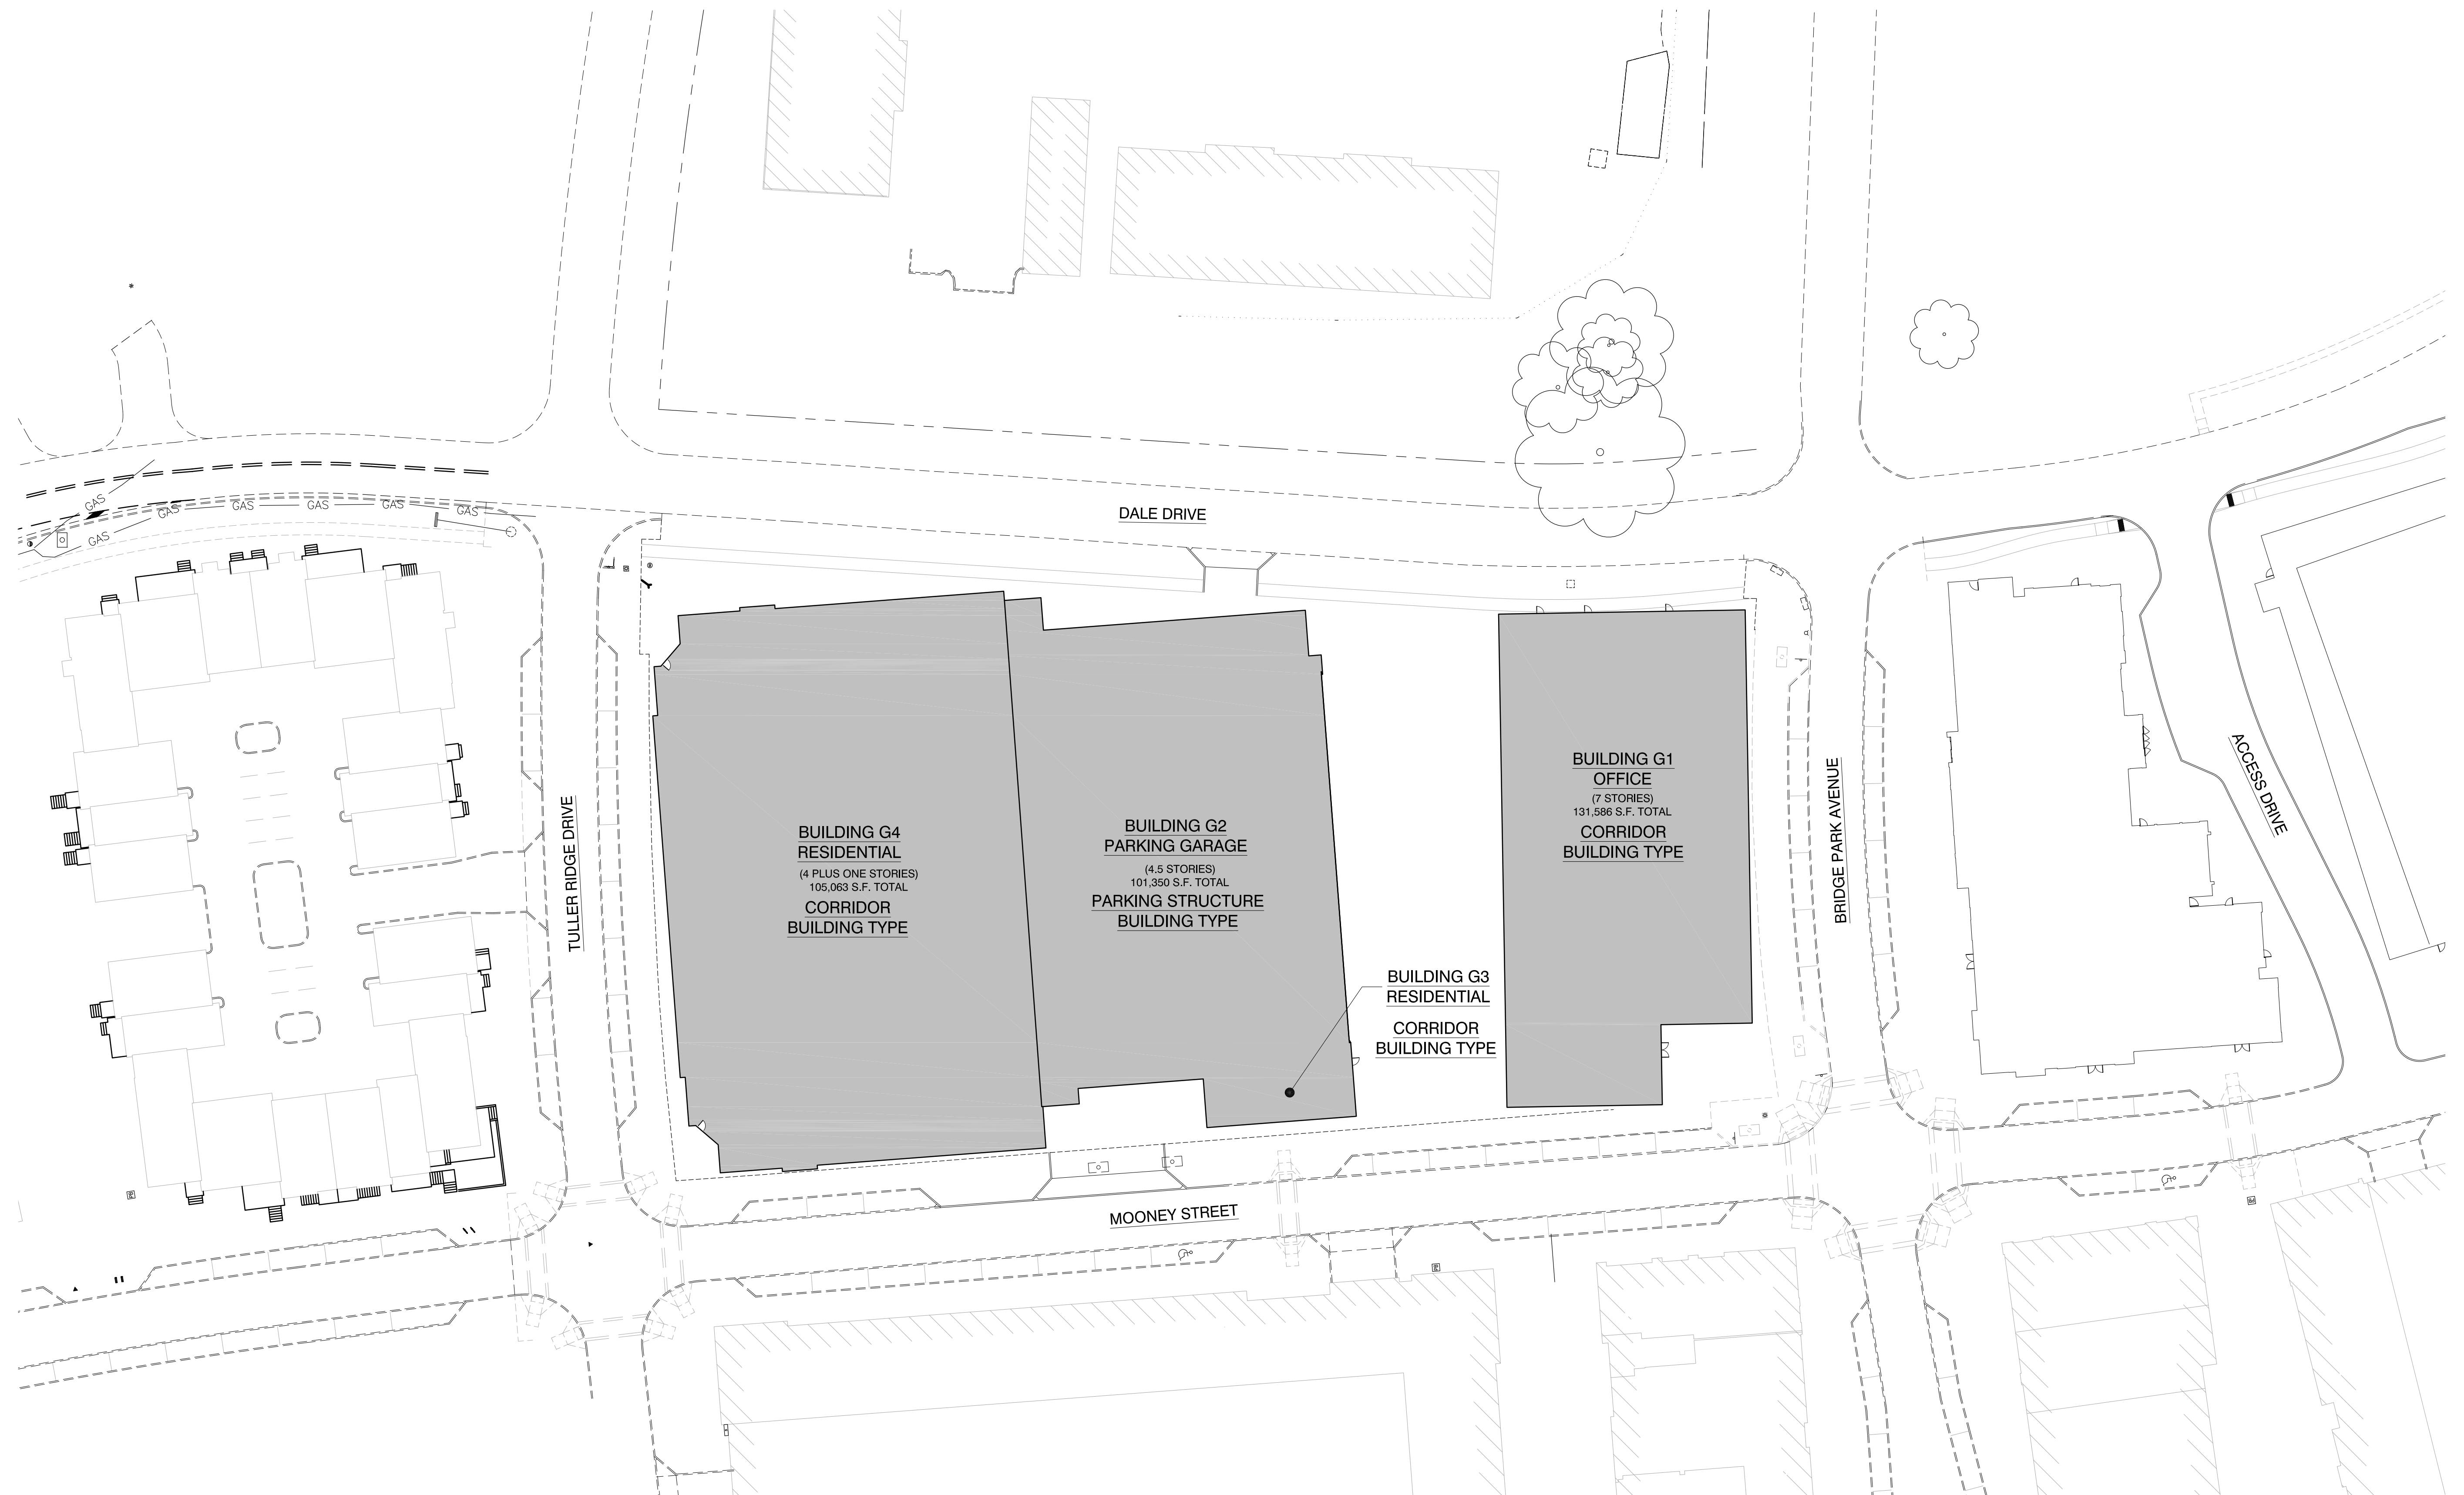 GAS
GAS
GAS
GAS
GAS
GAS
GAS
DALE DRIVE
TULLER RIDGE DRIVE
BUILDING G4
RESIDENTIAL
(4 PLUS ONE STORIES)
105,063 S.F. TOTAL
CORRIDOR
BUILDING TYPE
BUILDING G2
PARKING GARAGE
(4.5 STORIES)
101,350 S.F. TOTAL
PARKING STRUCTURE
BUILDING TYPE
BUILDING G3
RESIDENTIAL
CORRIDOR
BUILDING TYPE
BUILDING G1
OFFICE
(7 STORIES)
131,586 S.F. TOTAL
CORRIDOR
BUILDING TYPE
BRIDGE PARK AVENUE
ACCESS DRIVE
MOONEY STREET